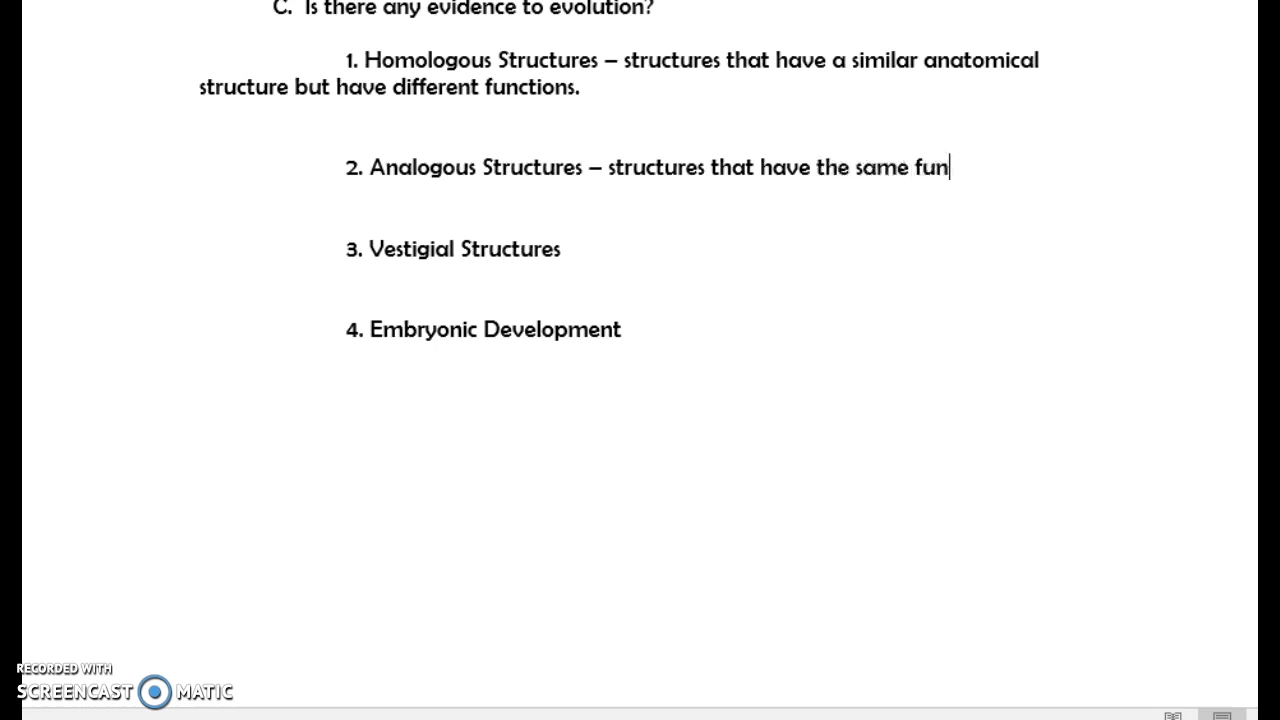 C. Is there any evidence to evolution?
1. Homologous Structures – structures that have a similar anatomical
structure but have different functions.
2. Analogous Structures – structures that have the same fun
3. Vestigial Structures
4. Embryonic Development
RECORDED WITH
SCREENCAST MATIC